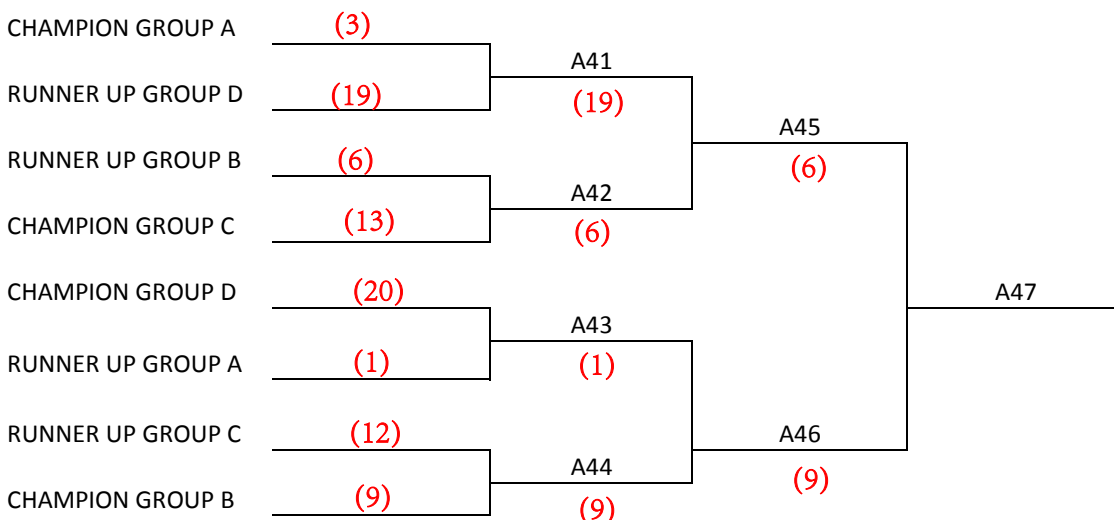 CHAMPION GROUP A (3)
A41
RUNNER UP GROUP D (19) (19)
A45
RUNNER UP GROUP B (6) (6)
A42
CHAMPION GROUP C (13) (6)
CHAMPION GROUP D (20) A47
A43
RUNNER UP GROUP A (1) (1)
RUNNER UP GROUP C (12) A46
A44 (9)
CHAMPION GROUP B (9) (9)